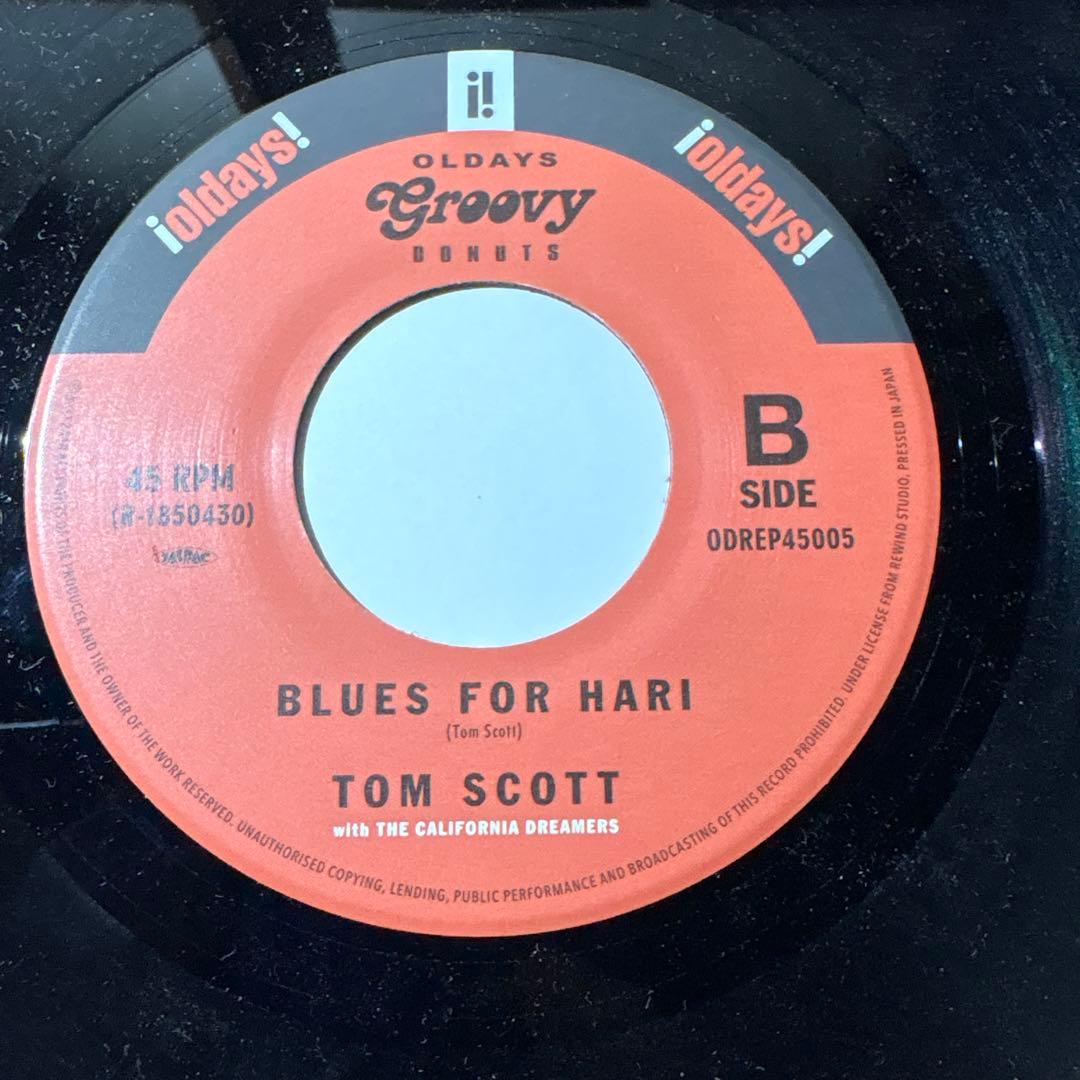 i!
¡oldays!
¡oldays!
OLDAYS
Groovy
DONUTS
B
SIDE
ODREP45005
45 RPM
(R-1850430)
BLUES FOR HARI
(Tom Scott)
TOM SCOTT
with THE CALIFORNIA DREAMERS
THE PRODUCER AND THE OWNER OF THE WORK RESERVED. UNAUTHORISED COPYING, LENDING, PUBLIC PERFORMANCE AND BROADCASTING OF THIS RECORD PROHIBITED. UNDER LICENSE FROM REWIND STUDIO, PRESSED IN JAPAN